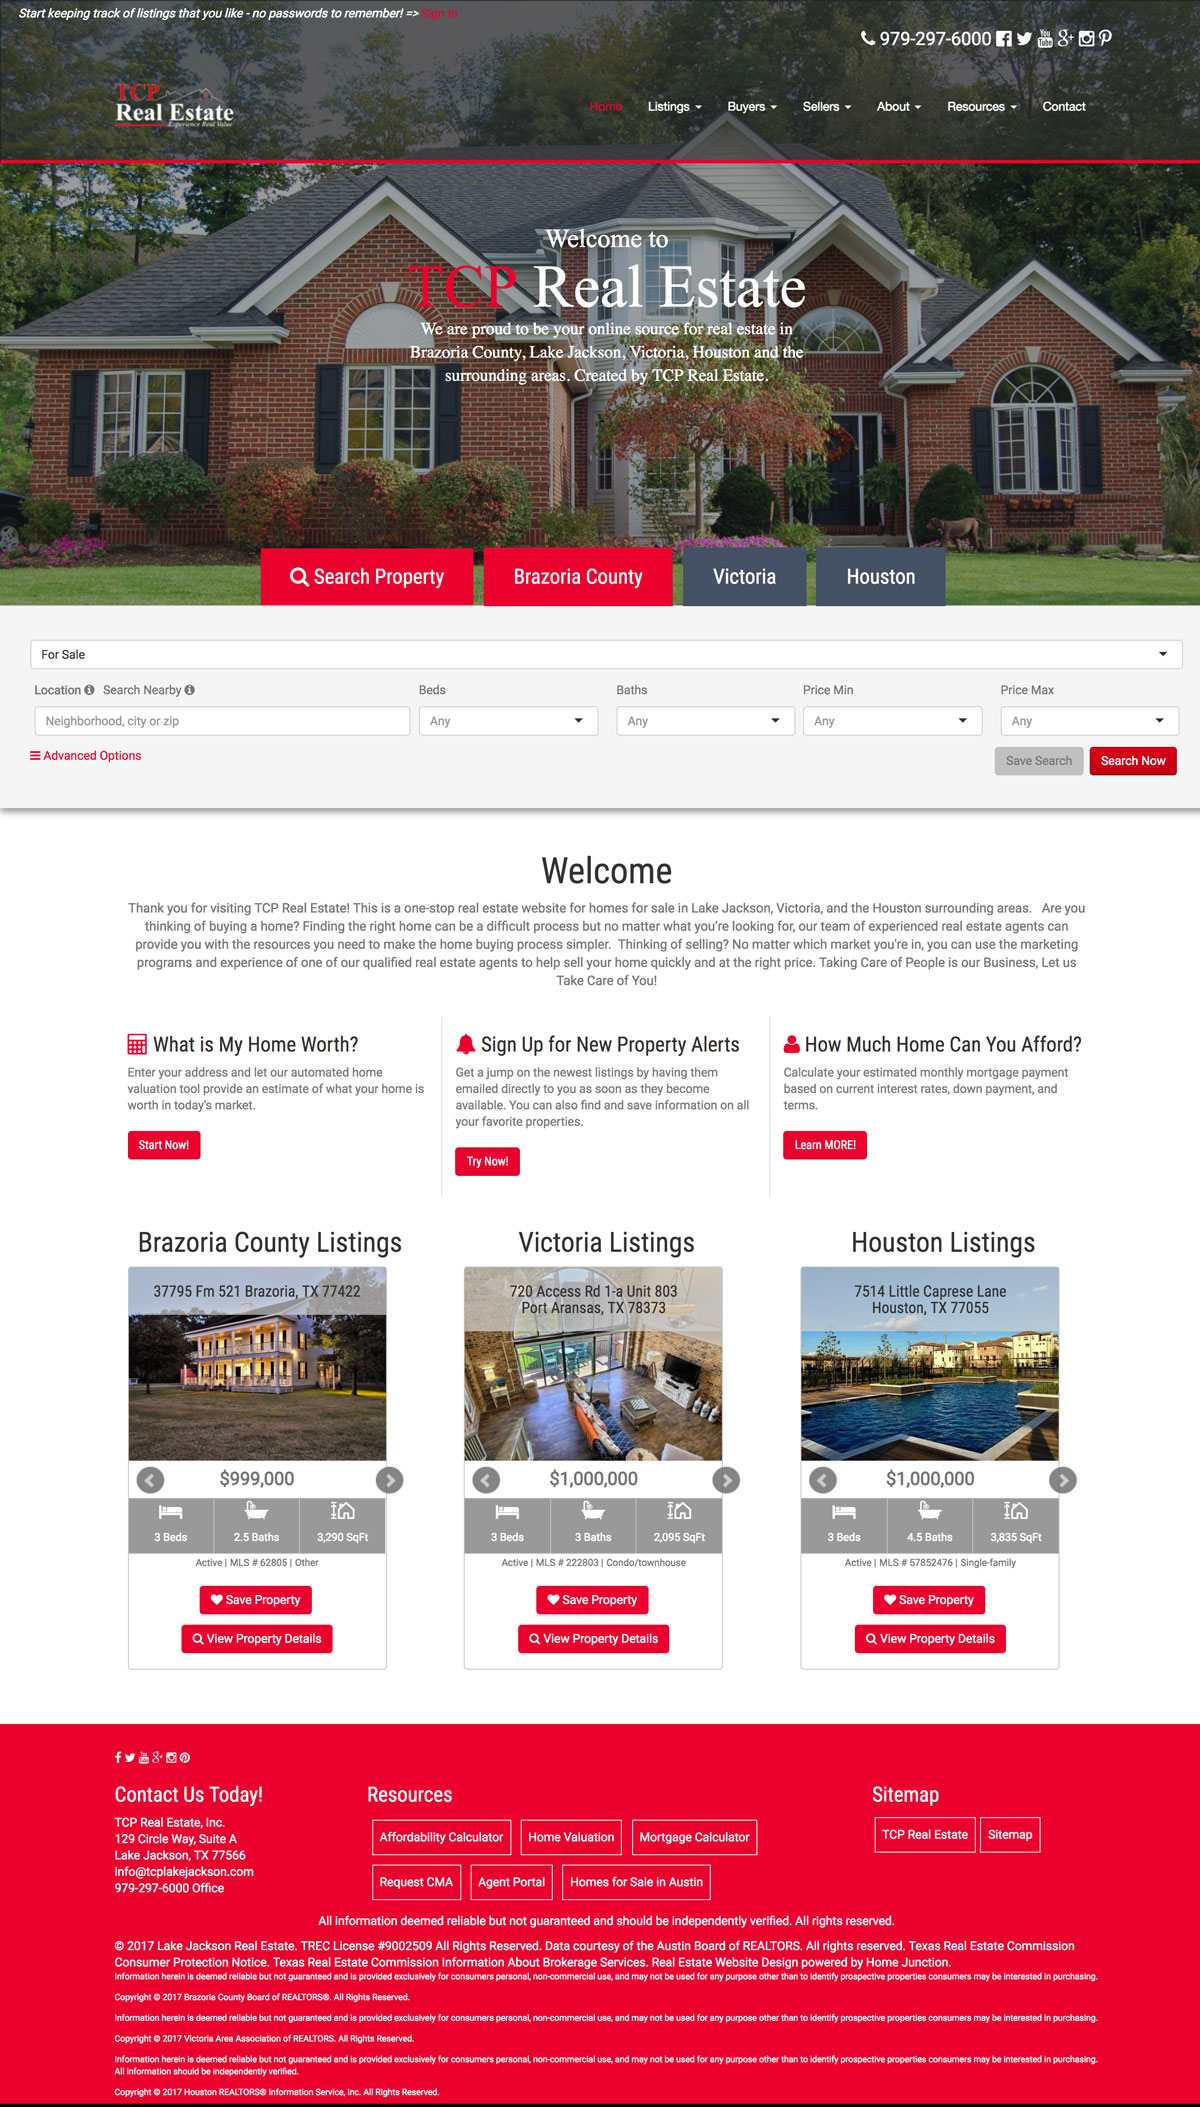 Start keeping track of listings that you like - no passwords to remember! => Sign In
979-297-6000
TCP
Real Estate
Experience Real Value
Home Listings Buyers Sellers About Resources Contact
Welcome to
TCP Real Estate
We are proud to be your online source for real estate in
Brazoria County, Lake Jackson, Victoria, Houston and the
surrounding areas. Created by TCP Real Estate.
Search Property Brazoria County Victoria Houston
For Sale
Location Search Nearby Beds Baths Price Min Price Max
Neighborhood, city or zip Any Any Any Any
Advanced Options Save Search Search Now
Welcome
Thank you for visiting TCP Real Estate! This is a one-stop real estate website for homes for sale in Lake Jackson, Victoria, and the Houston surrounding areas. Are you
thinking of buying a home? Finding the right home can be a difficult process but no matter what you're looking for, our team of experienced real estate agents can
provide you with the resources you need to make the home buying process simpler. Thinking of selling? No matter which market you're in, you can use the marketing
programs and experience of one of our qualified real estate agents to help sell your home quickly and at the right price. Taking Care of People is our Business, Let us
Take Care of You!
What is My Home Worth?
Enter your address and let our automated home
valuation tool provide an estimate of what your home is
worth in today's market.
Start Now!
Sign Up for New Property Alerts
Get a jump on the newest listings by having them
emailed directly to you as soon as they become
available. You can also find and save information on all
your favorite properties.
Try Now!
How Much Home Can You Afford?
Calculate your estimated monthly mortgage payment
based on current interest rates, down payment, and
terms.
Learn MORE!
Brazoria County Listings
37795 Fm 521 Brazoria, TX 77422
$999,000
3 Beds 2.5 Baths 3,290 SqFt
Active | MLS # 62805 | Other
Save Property
View Property Details
Victoria Listings
720 Access Rd 1-a Unit 803
Port Aransas, TX 78373
$1,000,000
3 Beds 3 Baths 2,095 SqFt
Active | MLS # 222803 | Condo/townhouse
Save Property
View Property Details
Houston Listings
7514 Little Caprese Lane
Houston, TX 77055
$1,000,000
3 Beds 4.5 Baths 3,835 SqFt
Active | MLS # 57852476 | Single-family
Save Property
View Property Details
Contact Us Today!
TCP Real Estate, Inc.
129 Circle Way, Suite A
Lake Jackson, TX 77566
info@tcplakejackson.com
979-297-6000 Office
Resources
Affordability Calculator Home Valuation Mortgage Calculator
Request CMA Agent Portal Homes for Sale in Austin
Sitemap
TCP Real Estate Sitemap
All information deemed reliable but not guaranteed and should be independently verified. All rights reserved.
© 2017 Lake Jackson Real Estate. TREC License #9002509 All Rights Reserved. Data courtesy of the Austin Board of REALTORS. All rights reserved. Texas Real Estate Commission
Consumer Protection Notice. Texas Real Estate Commission Information About Brokerage Services. Real Estate Website Design powered by Home Junction.
Information herein is deemed reliable but not guaranteed and is provided exclusively for consumers personal, non-commercial use, and may not be used for any purpose other than to identify prospective properties consumers may be interested in purchasing.
Copyright © 2017 Brazoria County Board of REALTORS®. All Rights Reserved.
Information herein is deemed reliable but not guaranteed and is provided exclusively for consumers personal, non-commercial use, and may not be used for any purpose other than to identify prospective properties consumers may be interested in purchasing.
Copyright © 2017 Victoria Area Association of REALTORS. All Rights Reserved.
Information herein is deemed reliable but not guaranteed and is provided exclusively for consumers personal, non-commercial use, and may not be used for any purpose other than to identify prospective properties consumers may be interested in purchasing.
All information should be independently verified.
Copyright © 2017 Houston REALTORS® Information Service, Inc. All Rights Reserved.